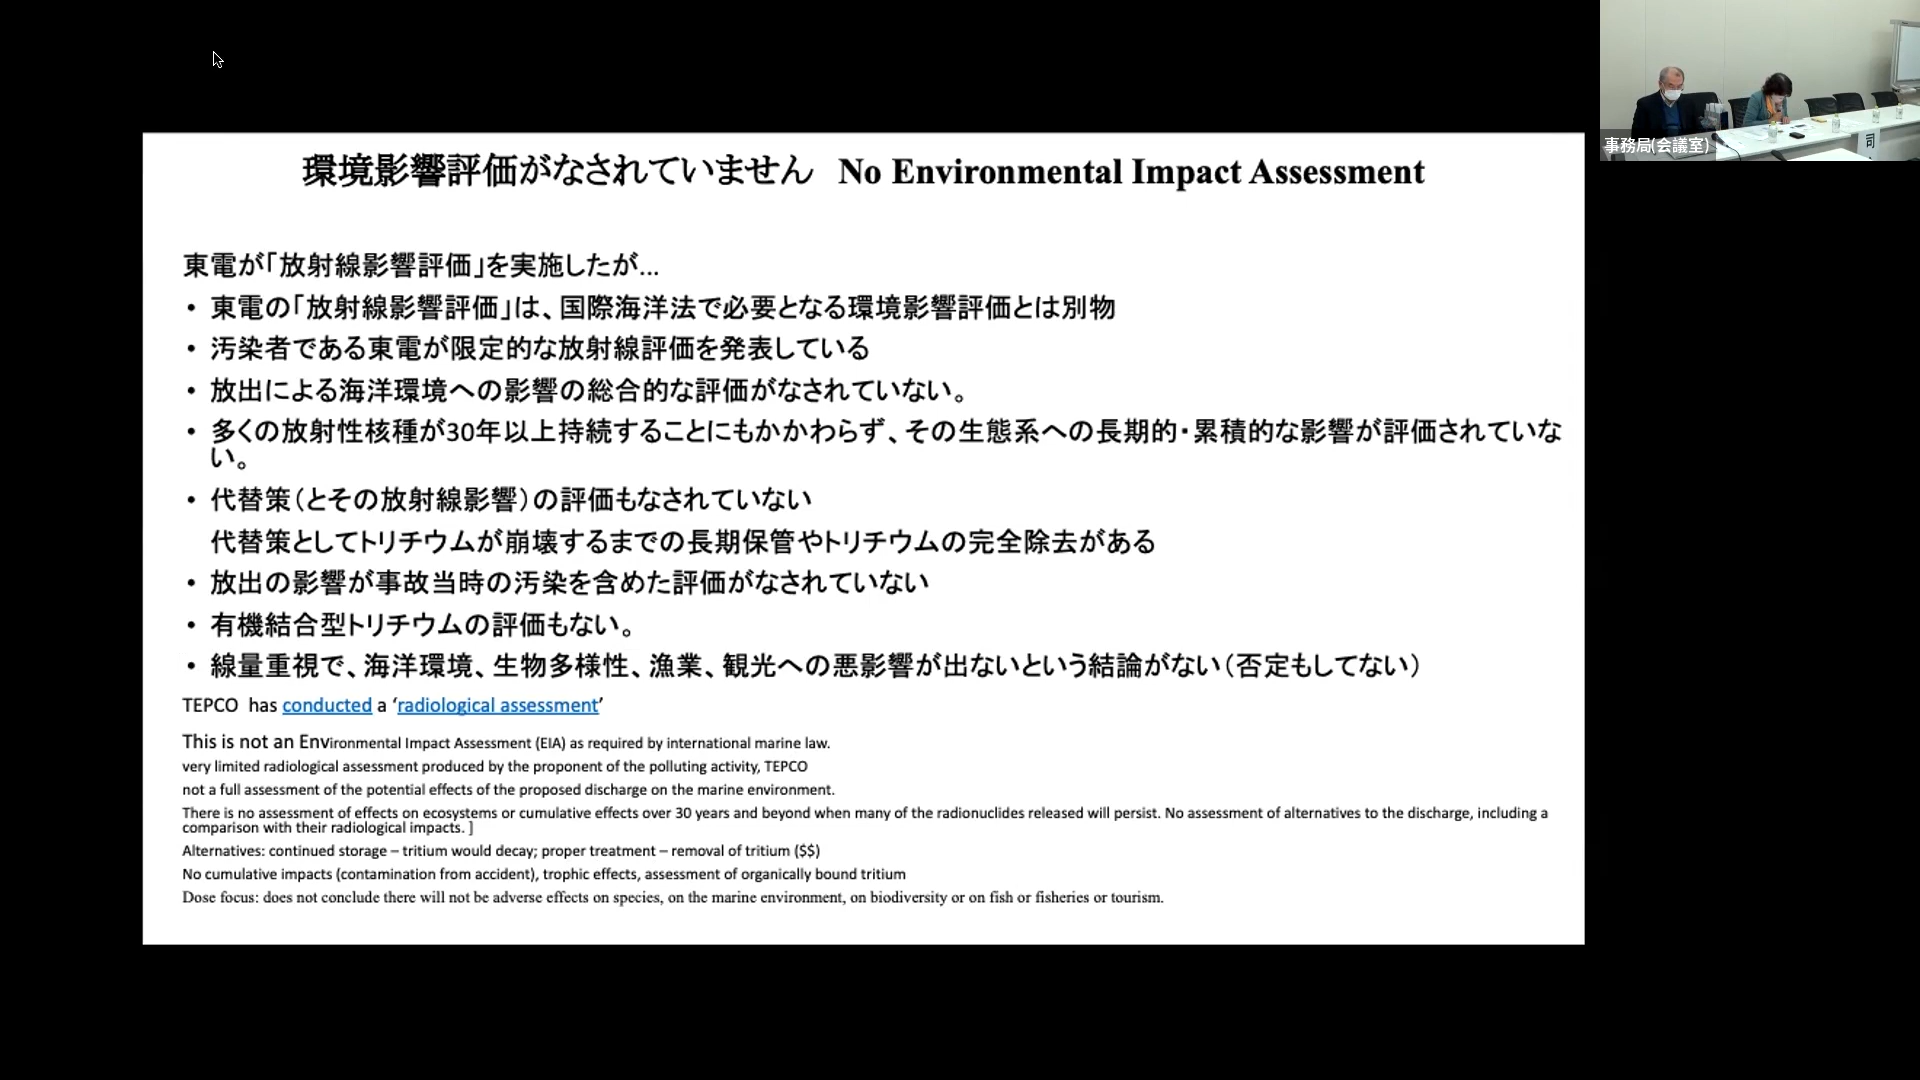 環境影響評価がなされていません No Environmental Impact Assessment
東電が「放射線影響評価」を実施したが...
• 東電の「放射線影響評価」は、国際海洋法で必要となる環境影響評価とは別物
• 汚染者である東電が限定的な放射線評価を発表している
• 放出による海洋環境への影響の総合的な評価がなされていない。
• 多くの放射性核種が30年以上持続することにもかかわらず、その生態系への長期的・累積的な影響が評価されていな
い。
• 代替策（とその放射線影響）の評価もなされていない
代替策としてトリチウムが崩壊するまでの長期保管やトリチウムの完全除去がある
• 放出の影響が事故当時の汚染を含めた評価がなされていない
• 有機結合型トリチウムの評価もない。
• 線量重視で、海洋環境、生物多様性、漁業、観光への悪影響が出ないという結論がない（否定もしてない）
TEPCO has conducted a ‘radiological assessment’
This is not an Environmental Impact Assessment (EIA) as required by international marine law.
very limited radiological assessment produced by the proponent of the polluting activity, TEPCO
not a full assessment of the potential effects of the proposed discharge on the marine environment.
There is no assessment of effects on ecosystems or cumulative effects over 30 years and beyond when many of the radionuclides released will persist. No assessment of alternatives to the discharge, including a
comparison with their radiological impacts. ]
Alternatives: continued storage – tritium would decay; proper treatment – removal of tritium ($$)
No cumulative impacts (contamination from accident), trophic effects, assessment of organically bound tritium
Dose focus: does not conclude there will not be adverse effects on species, on the marine environment, on biodiversity or on fish or fisheries or tourism.
事務局(会議室)
司